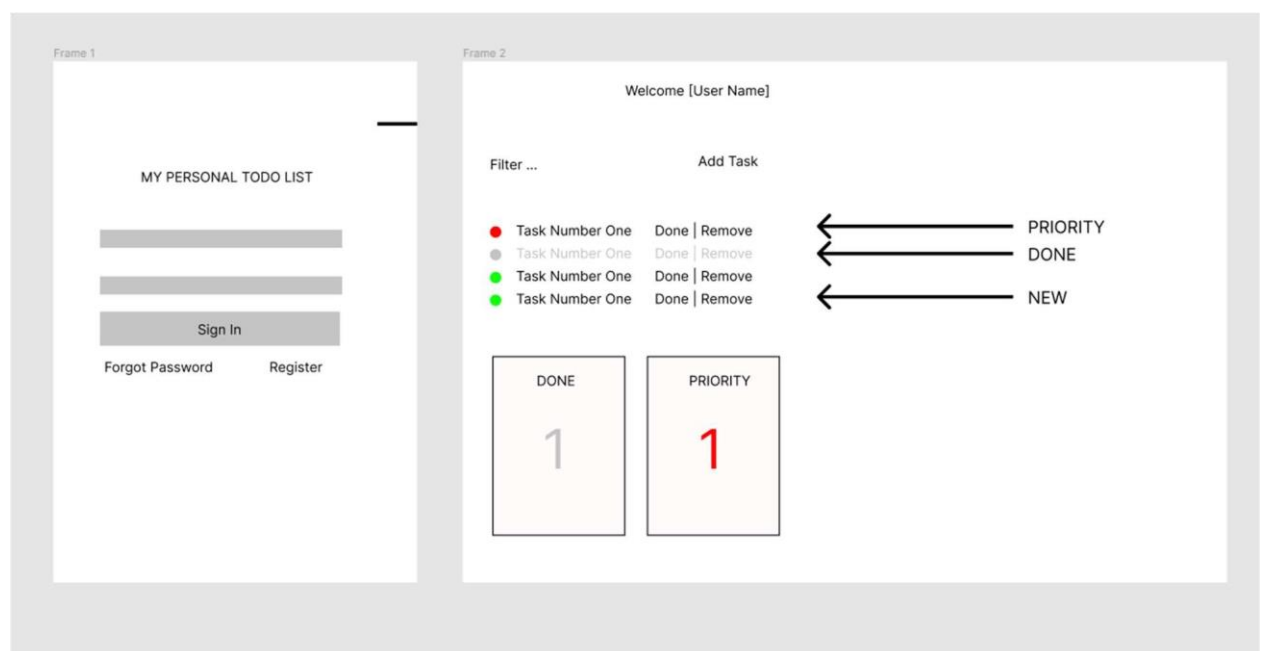 Frame 1
MY PERSONAL TODO LIST
Sign In
Forgot Password Register
Frame 2
Welcome [User Name]
Filter ... Add Task
Task Number One Done | Remove PRIORITY
Task Number One Done | Remove DONE
Task Number One Done | Remove
Task Number One Done | Remove NEW
DONE PRIORITY
1 1